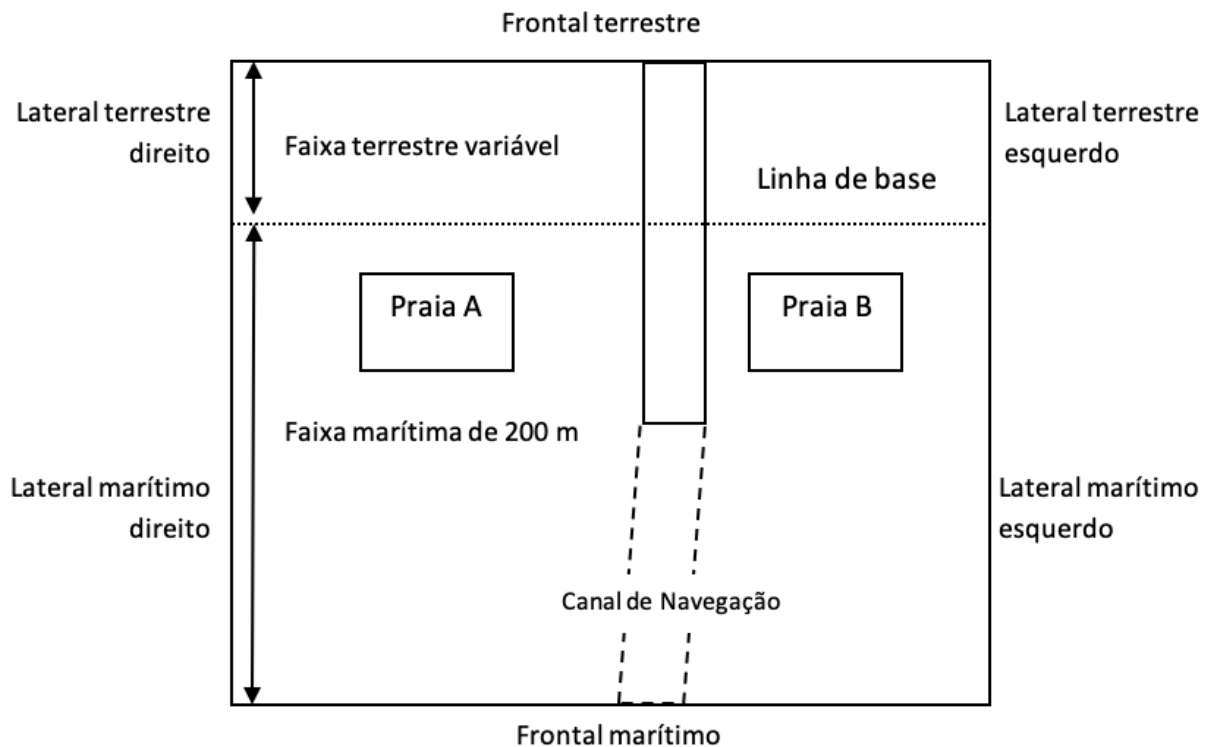 Frontal terrestre
Lateral terrestre
direito
Faixa terrestre variável
Lateral terrestre
esquerdo
Linha de base
Praia A
Praia B
Faixa marítima de 200 m
Lateral marítimo
direito
Lateral marítimo
esquerdo
Canal de Navegação
Frontal marítimo